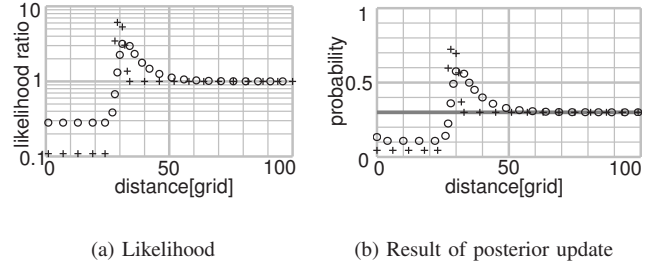 10
1
0.1
likelihood ratio
0 50 100
distance[grid]
(a) Likelihood
1
0.5
0
probability
0 50 100
distance[grid]
(b) Result of posterior update